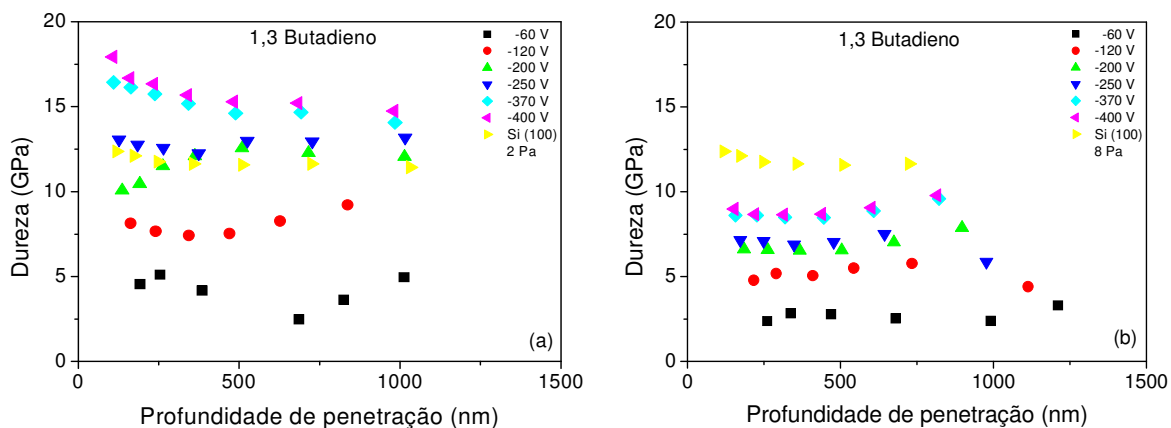 1,3 Butadieno
20
15
10
5
0
Dureza (GPa)
-60 V
-120 V
-200 V
-250 V
-370 V
-400 V
Si (100)
2 Pa
(a)
0
500
1000
1500
Profundidade de penetração (nm)
1,3 Butadieno
20
15
10
5
0
Dureza (GPa)
-60 V
-120 V
-200 V
-250 V
-370 V
-400 V
Si (100)
8 Pa
(b)
0
500
1000
1500
Profundidade de penetração (nm)